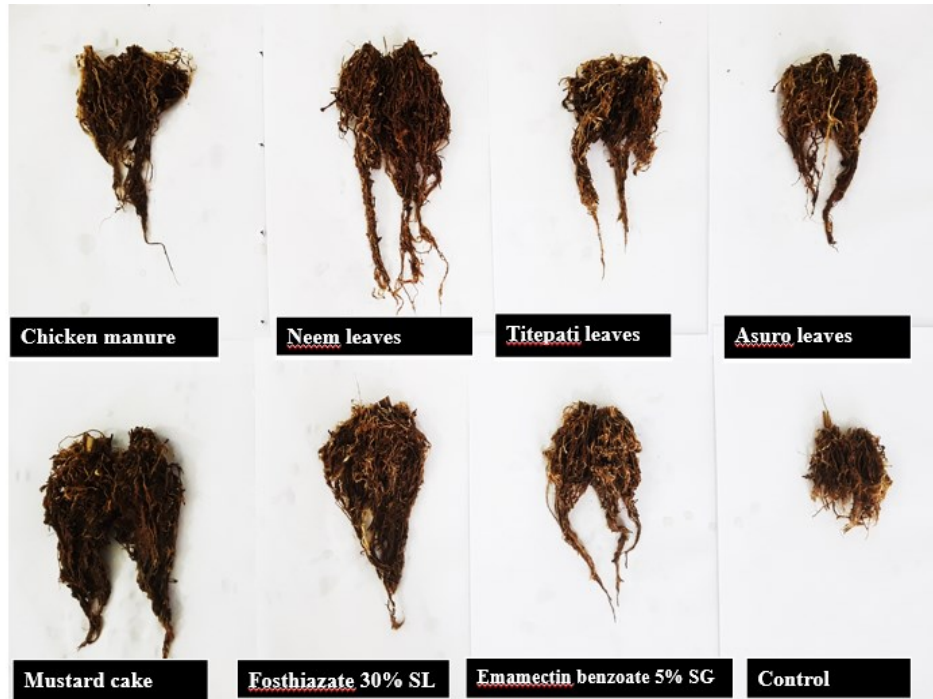 Chicken manure
Neem leaves
Titepati leaves
Asuro leaves
Mustard cake
Fosthiazate 30% SL
Emamectin benzoate 5% SG
Control